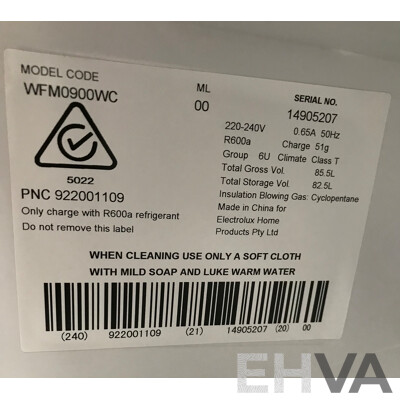 MODEL CODE
WFM0900WC
ML
00
SERIAL NO.
14905207
220-240V 0.65A 50Hz
R600a Charge 51g
Group 6U Climate Class T
Total Gross Vol. 85.5L
Total Storage Vol. 82.5L
Insulation Blowing Gas: Cyclopentane
Made in China for
Electrolux Home
Products Pty Ltd
5022
PNC 922001109
Only charge with R600a refrigerant
Do not remove this label
WHEN CLEANING USE ONLY A SOFT CLOTH
WITH MILD SOAP AND LUKE WARM WATER
(240) 922001109 (21) 14905207 (20) 00
EHVA